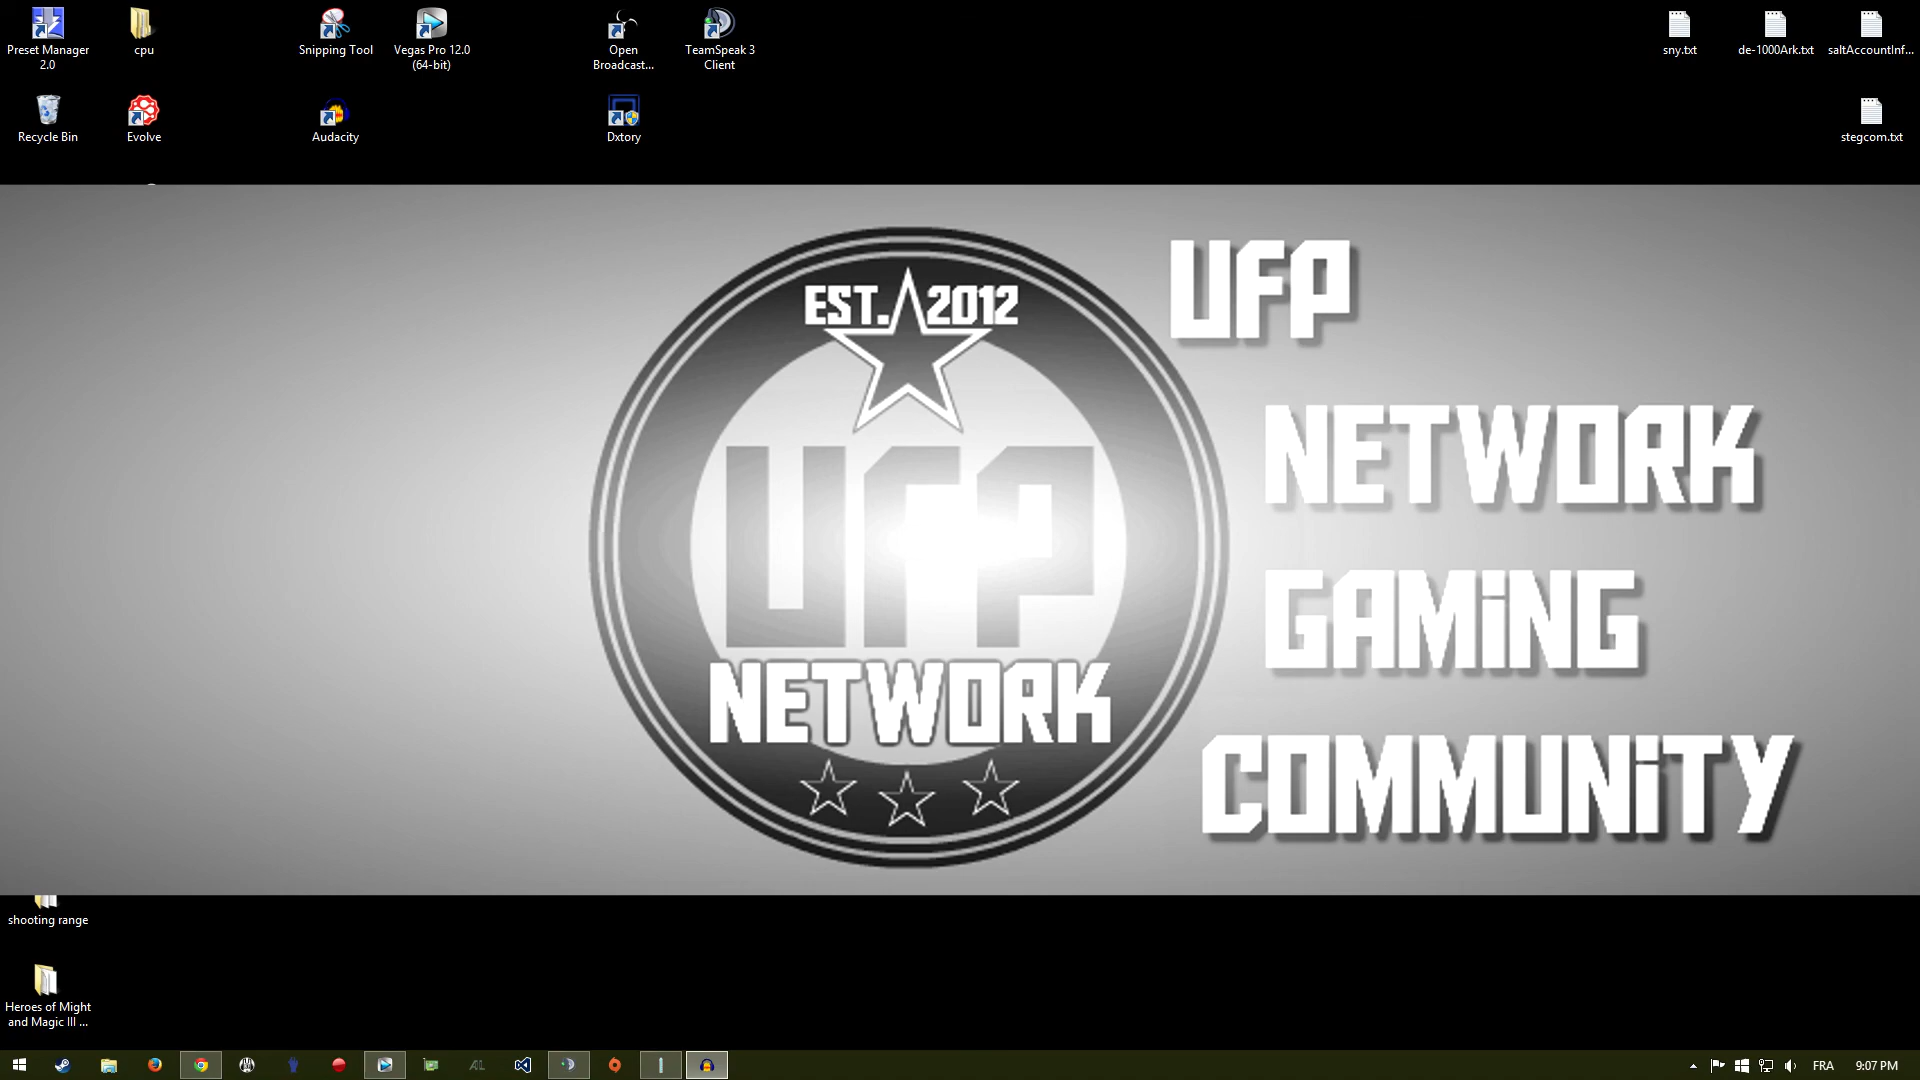 Preset Manager
2.0
cpu
Snipping Tool
Vegas Pro 12.0
(64-bit)
Open
Broadcast...
TeamSpeak 3
Client
sny.txt
de-1000Ark.txt
saltAccountInf...
Recycle Bin
Evolve
Audacity
Dxtory
stegcom.txt
EST. 2012
UFP
NETWORK
UFP
NETWORK
GAMiNG
COMMUNiTY
shooting range
Heroes of Might
and Magic III ...
FRA
9:07 PM